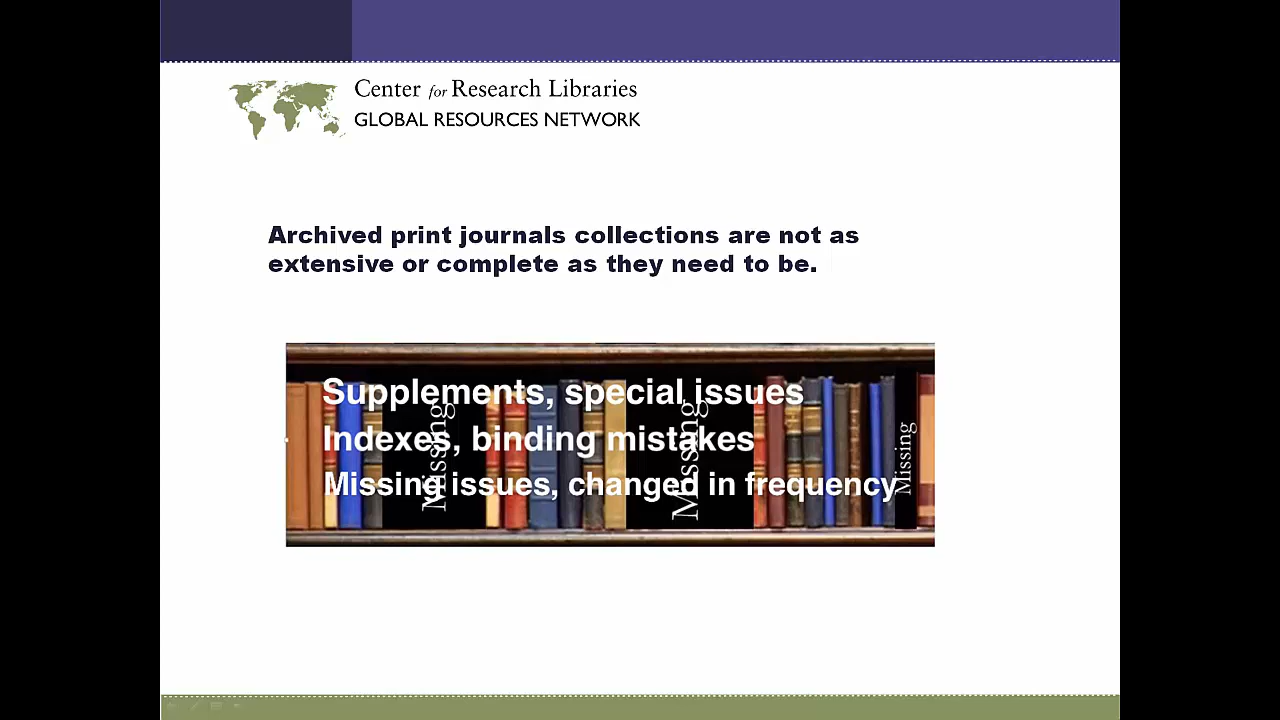 Center for Research Libraries
GLOBAL RESOURCES NETWORK
Archived print journals collections are not as
extensive or complete as they need to be.
Supplements, special issues
Indexes, binding mistakes
Missing issues, changed in frequency
Missing
Missing
Missing